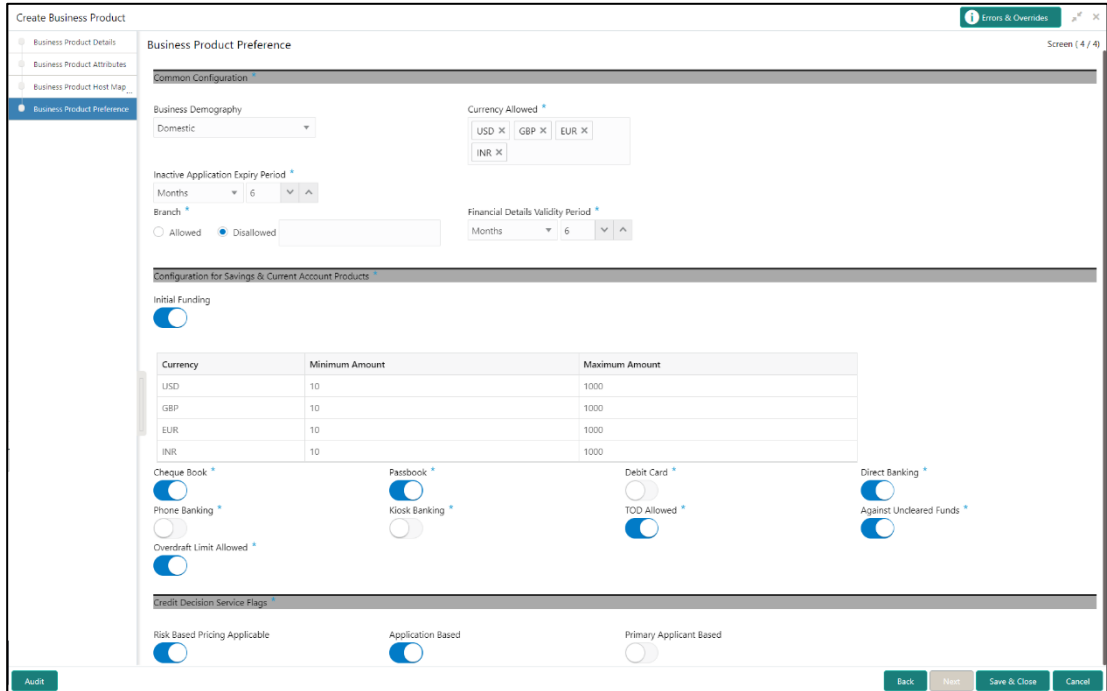 Create Business Product
Errors & Overrides
Business Product Details
Business Product Attributes
Business Product Host Map...
Business Product Preference
Business Product Preference
Screen ( 4 / 4)
Common Configuration *
Business Demography
Currency Allowed *
Domestic
USD × GBP × EUR ×
INR ×
Inactive Application Expiry Period *
Months 6
Branch *
Financial Details Validity Period *
Allowed Disallowed
Months 6
Configuration for Savings & Current Account Products *
Initial Funding
Currency Minimum Amount Maximum Amount
USD 10 1000
GBP 10 1000
EUR 10 1000
INR 10 1000
Cheque Book * Passbook * Debit Card * Direct Banking *
Phone Banking * Kiosk Banking * TOD Allowed * Against Uncleared Funds *
Overdraft Limit Allowed *
Credit Decision Service Flags *
Risk Based Pricing Applicable Application Based Primary Applicant Based
Audit Back Next Save & Close Cancel